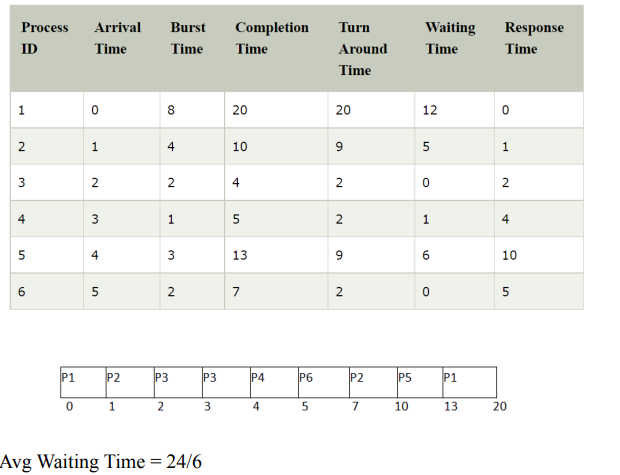 Process ID Arrival Time Burst Time Completion Time Turn Around Time Waiting Time Response Time
1 0 8 20 20 12 0
2 1 4 10 9 5 1
3 2 2 4 2 0 2
4 3 1 5 2 1 4
5 4 3 13 9 6 10
6 5 2 7 2 0 5
P1 P2 P3 P3 P4 P6 P2 P5 P1
0 1 2 3 4 5 7 10 13 20
Avg Waiting Time = 24/6